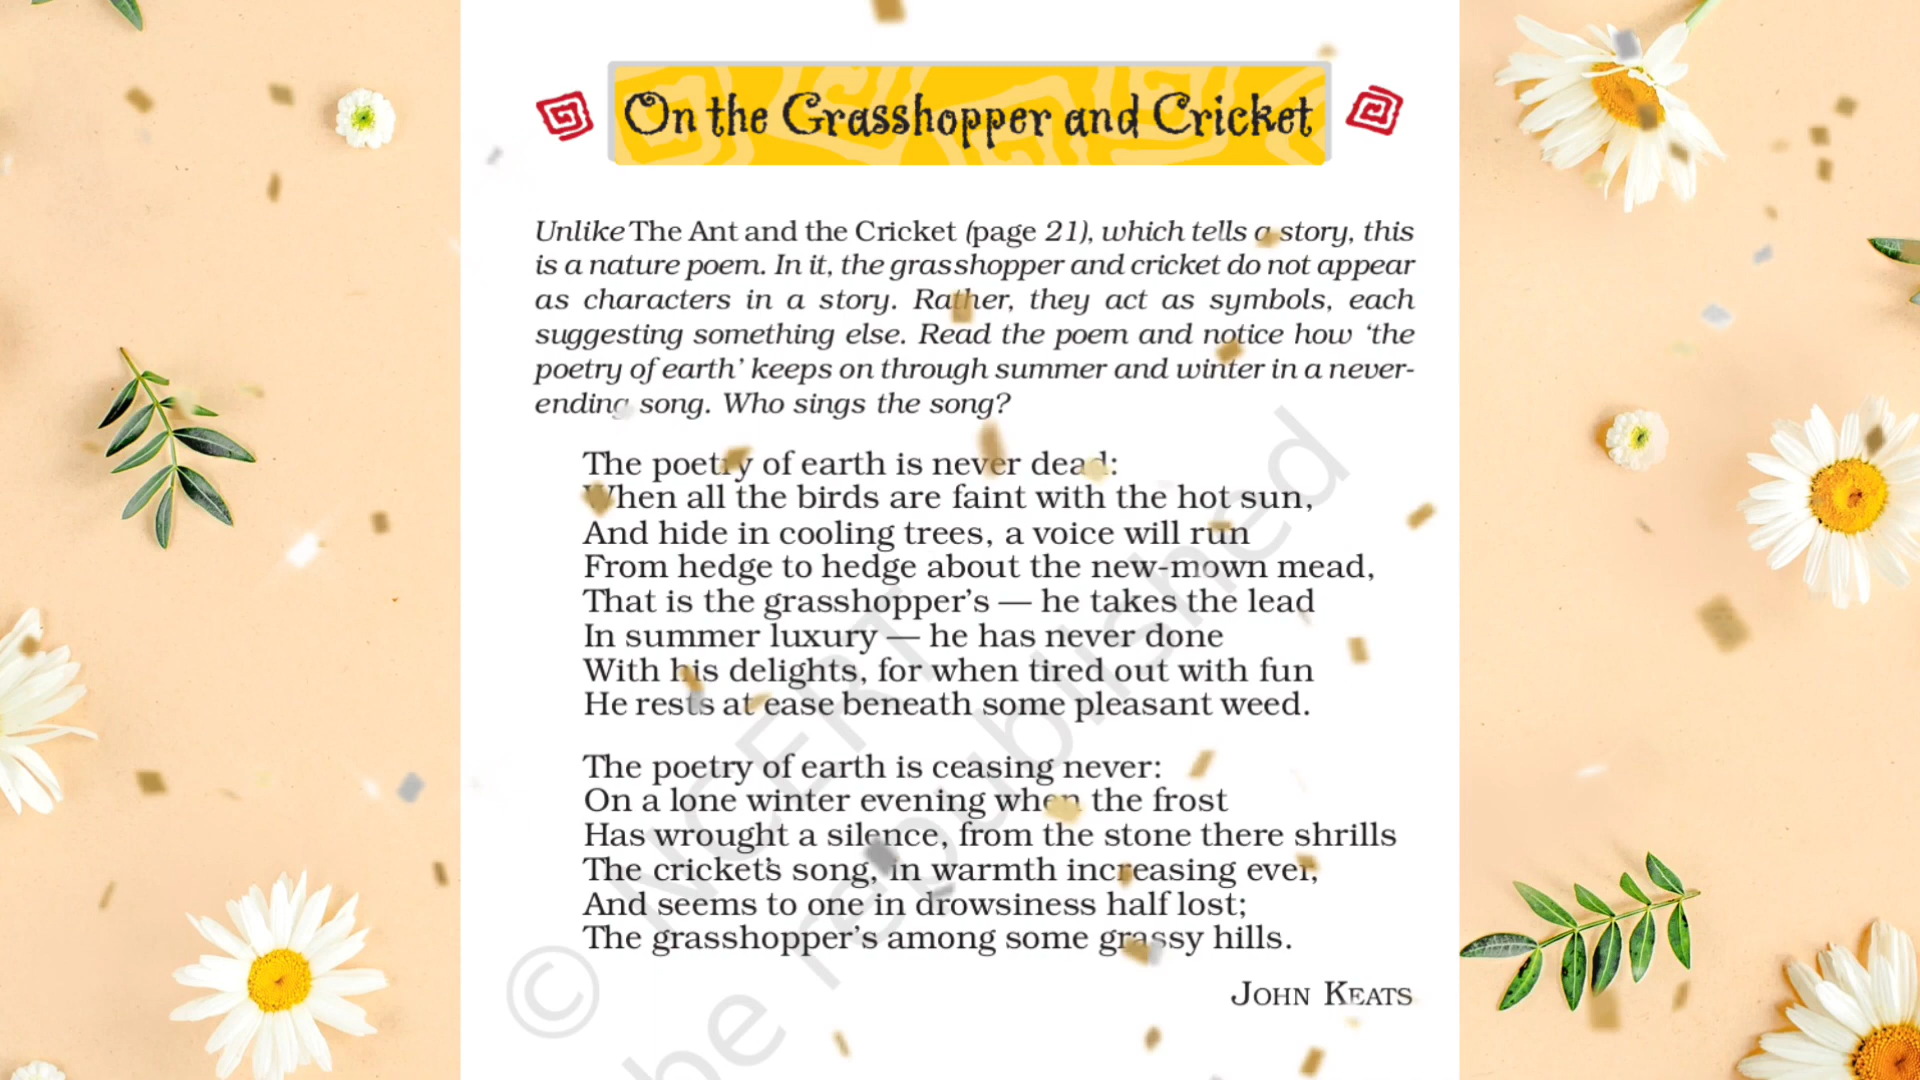 On the Grasshopper and Cricket
Unlike The Ant and the Cricket (page 21), which tells a story, this
is a nature poem. In it, the grasshopper and cricket do not appear
as characters in a story. Rather, they act as symbols, each
suggesting something else. Read the poem and notice how ‘the
poetry of earth’ keeps on through summer and winter in a never-
ending song. Who sings the song?
The poetry of earth is never dead:
When all the birds are faint with the hot sun,
And hide in cooling trees, a voice will run
From hedge to hedge about the new-mown mead,
That is the grasshopper’s — he takes the lead
In summer luxury — he has never done
With his delights, for when tired out with fun
He rests at ease beneath some pleasant weed.
The poetry of earth is ceasing never:
On a lone winter evening when the frost
Has wrought a silence, from the stone there shrills
The cricket’s song, in warmth increasing ever,
And seems to one in drowsiness half lost;
The grasshopper’s among some grassy hills.
JOHN KEATS
© NCERT
be republished